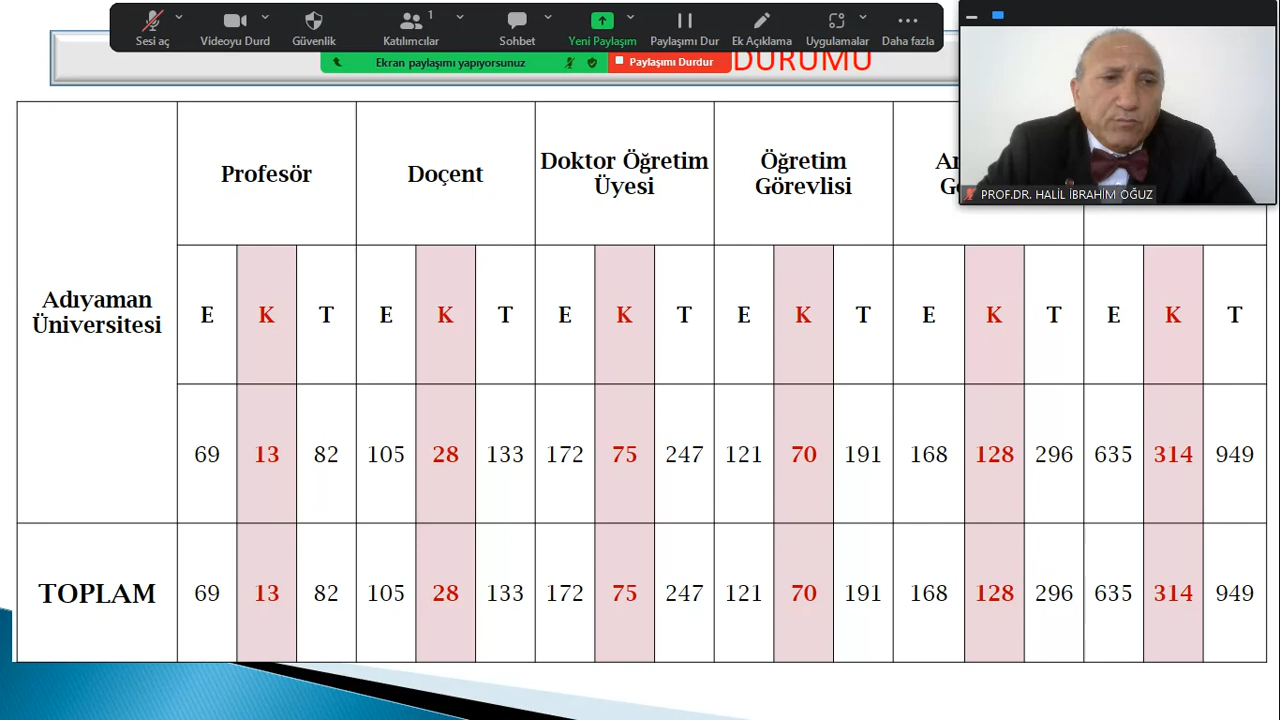 Sesi aç
Videoyu Durd
Güvenlik
1
Katılımcılar
Sohbet
Yeni Paylaşım
Paylaşımı Dur
Ek Açıklama
Uygulamalar
Daha fazla
Ekran paylaşımı yapıyorsunuz
Paylaşımı Durdur
DURUMU
PROF.DR. HALİL İBRAHİM OĞUZ
Profesör
Doçent
Doktor Öğretim
Üyesi
Öğretim
Görevlisi
Adıyaman
Üniversitesi
E K T E K T E K T E K T E K T E K T
69 13 82 105 28 133 172 75 247 121 70 191 168 128 296 635 314 949
TOPLAM 69 13 82 105 28 133 172 75 247 121 70 191 168 128 296 635 314 949